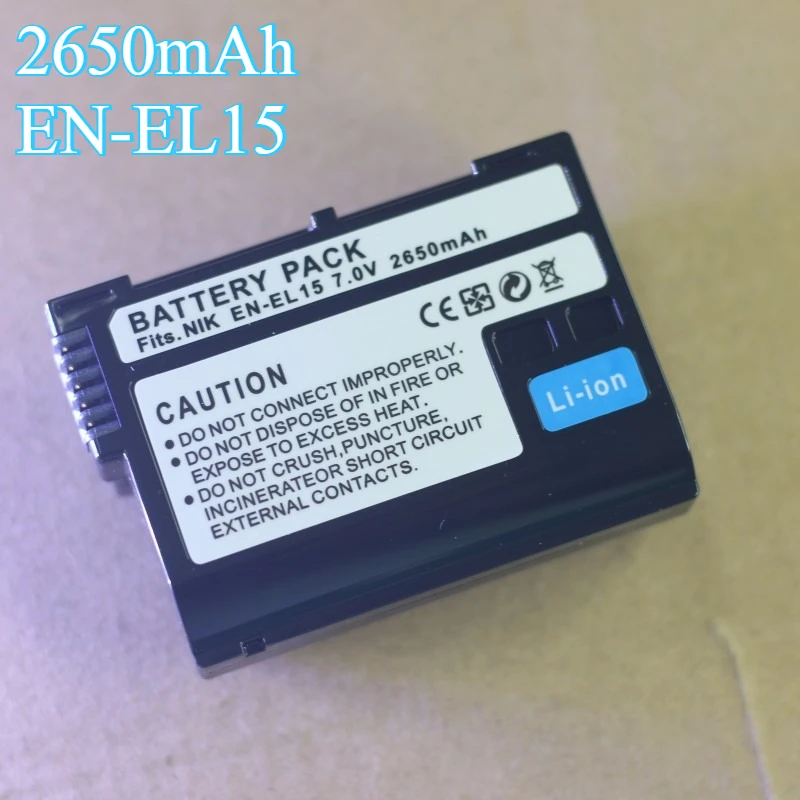 2650mAh
EN-EL15
BATTERY PACK
Fits.NIK EN-EL15 7.0V 2650mAh
CE
CAUTION
• DO NOT CONNECT IMPROPERLY.
• DO NOT DISPOSE OF IN FIRE OR
EXPOSE TO EXCESS HEAT.
• DO NOT CRUSH,PUNCTURE,
INCINERATEOR SHORT CIRCUIT
EXTERNAL CONTACTS.
Li-ion